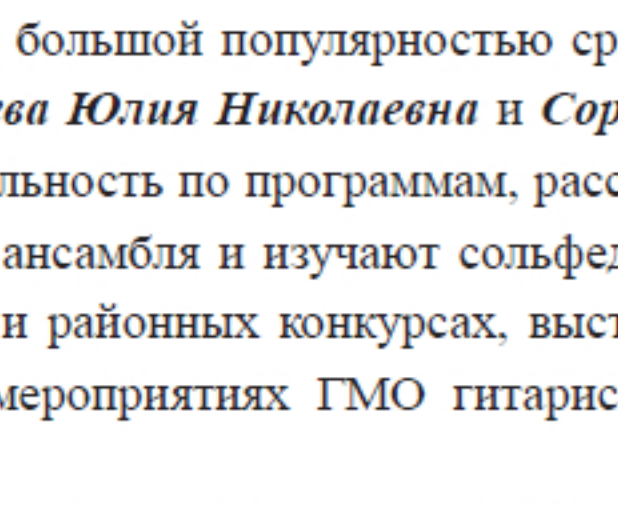 большой популярностью ср
ева Юлия Николаевна и Сор
льность по программам, расс
ансамбля и изучают сольфед
и районных конкурсах, выст
мероприятиях ГМО гитарис